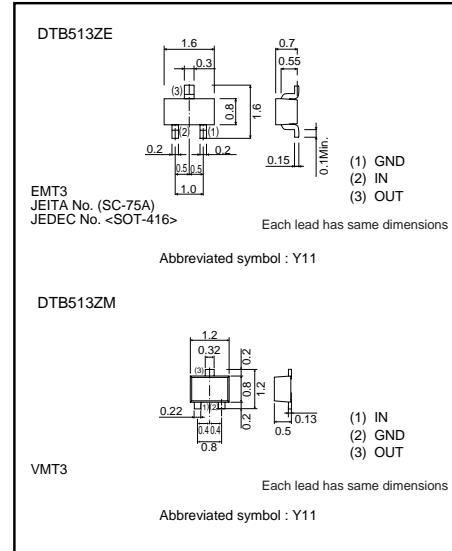 DTB513ZE
1.6
0.3
(3)
0.8
1.6
(2)
(1)
0.2
0.2
0.5 0.5
1.0
0.7
0.55
0.15
0.1Min.
(1) GND
(2) IN
(3) OUT
EMT3
JEITA No. (SC-75A)
JEDEC No. <SOT-416>
Each lead has same dimensions
Abbreviated symbol : Y11
DTB513ZM
1.2
0.32
(3)
0.2
0.8
1.2
0.2
(1)(2)
0.22
0.4 0.4
0.8
0.13
0.5
(1) IN
(2) GND
(3) OUT
VMT3
Each lead has same dimensions
Abbreviated symbol : Y11